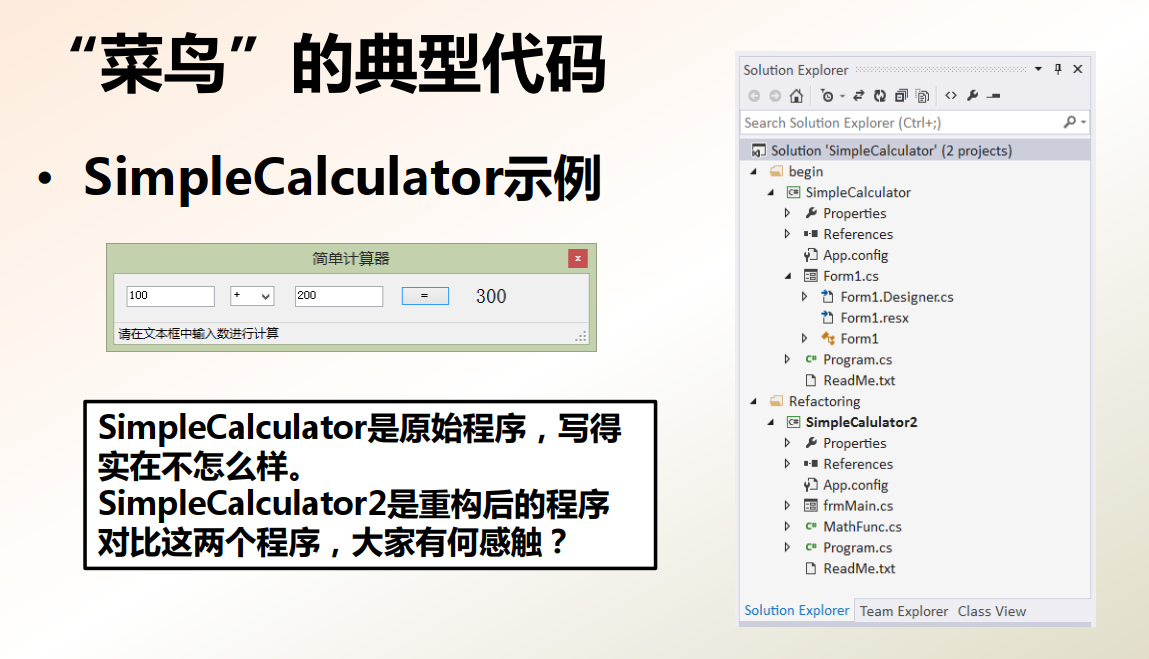 “菜鸟”的典型代码
• SimpleCalculator示例
简单计算器
x
100 + 200 = 300
请在文本框中输入数进行计算
SimpleCalculator是原始程序，写得
实在不怎么样。
SimpleCalculator2是重构后的程序
对比这两个程序，大家有何感触？
Solution Explorer
Search Solution Explorer (Ctrl+;)
Solution 'SimpleCalculator' (2 projects)
begin
C# SimpleCalculator
Properties
References
App.config
Form1.cs
Form1.Designer.cs
Form1.resx
Form1
C# Program.cs
ReadMe.txt
Refactoring
C# SimpleCalulator2
Properties
References
App.config
frmMain.cs
C# MathFunc.cs
C# Program.cs
ReadMe.txt
Solution Explorer Team Explorer Class View